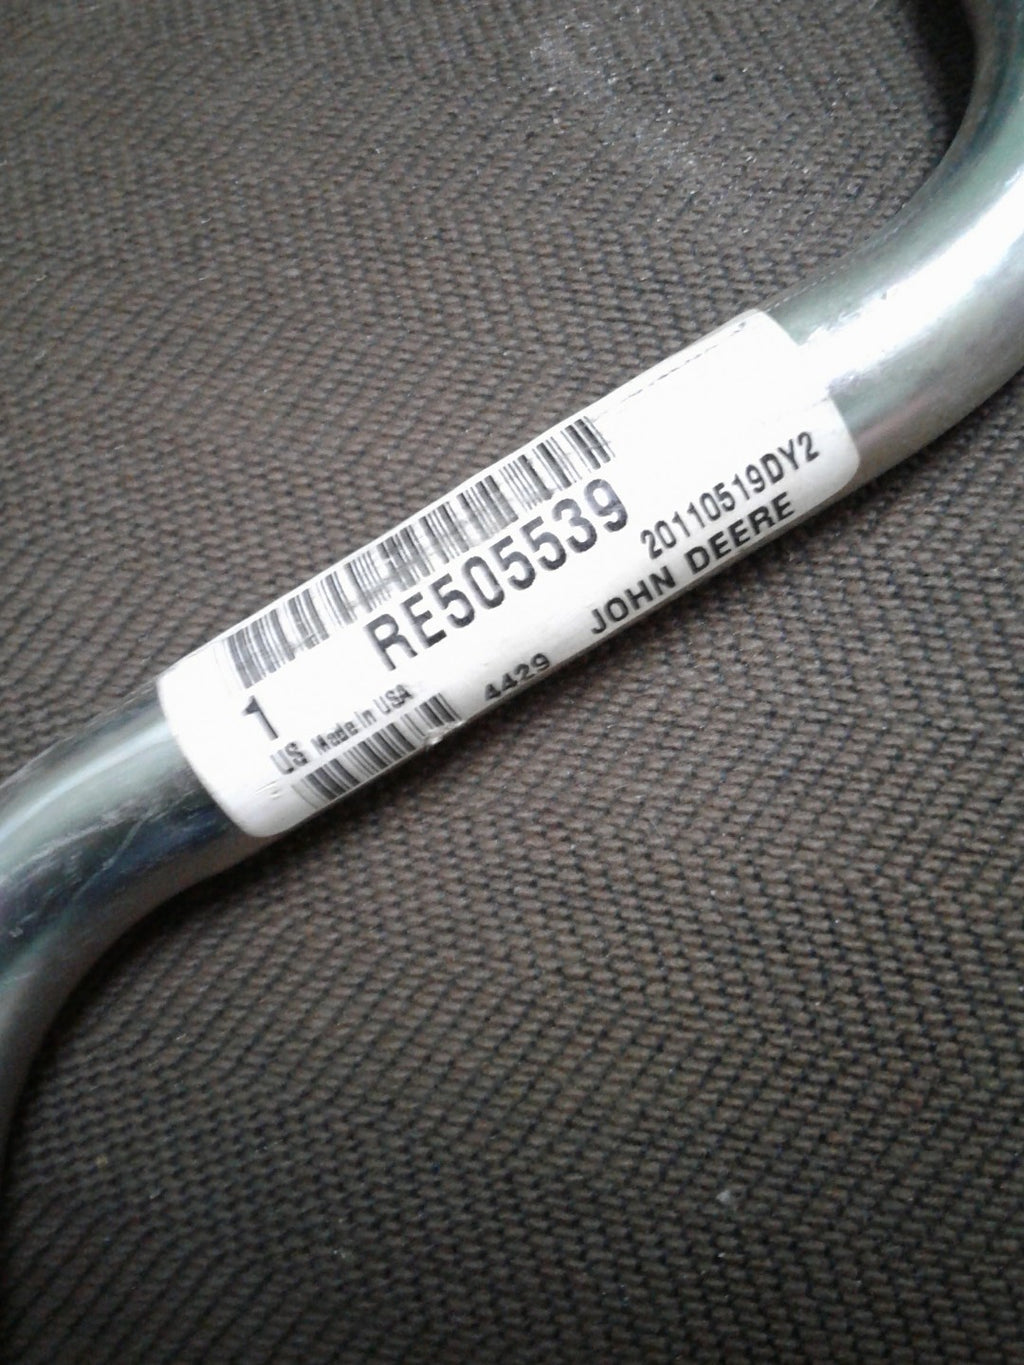 RE505539
1
20110519DY2
US Made in USA
4429
JOHN DEERE